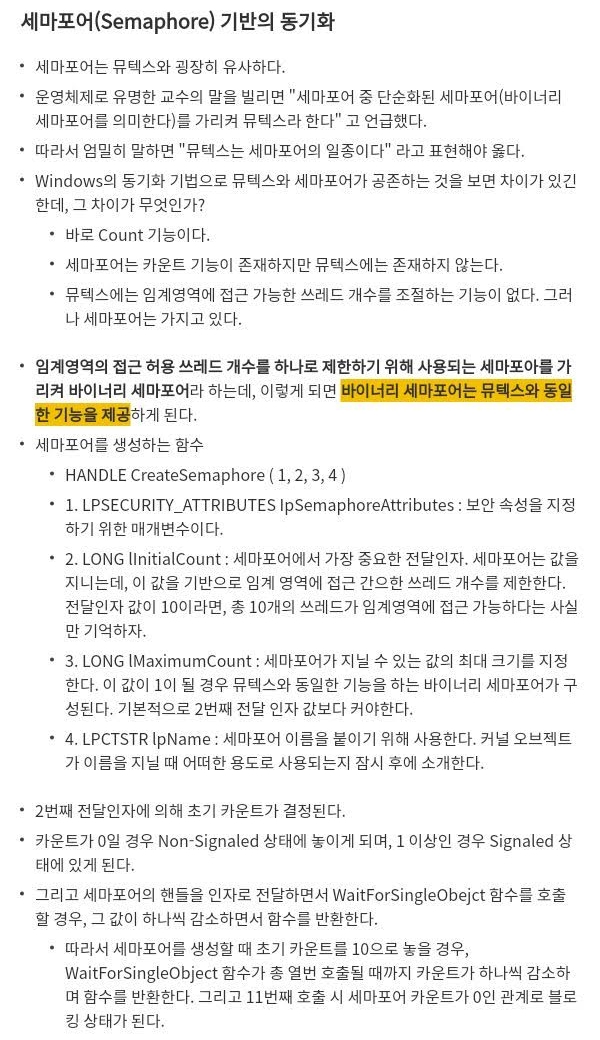 세마포어(Semaphore) 기반의 동기화
• 세마포어는 뮤텍스와 굉장히 유사하다.
• 운영체제로 유명한 교수의 말을 빌리면 "세마포어 중 단순화된 세마포어(바이너리
세마포어를 의미한다)를 가리켜 뮤텍스라 한다" 고 언급했다.
• 따라서 엄밀히 말하면 "뮤텍스는 세마포어의 일종이다" 라고 표현해야 옳다.
• Windows의 동기화 기법으로 뮤텍스와 세마포어가 공존하는 것을 보면 차이가 있긴
한데, 그 차이가 무엇인가?
• 바로 Count 기능이다.
• 세마포어는 카운트 기능이 존재하지만 뮤텍스에는 존재하지 않는다.
• 뮤텍스에는 임계영역에 접근 가능한 쓰레드 개수를 조절하는 기능이 없다. 그러
나 세마포어는 가지고 있다.
• 임계영역의 접근 허용 쓰레드 개수를 하나로 제한하기 위해 사용되는 세마포아를 가
리켜 바이너리 세마포어라 하는데, 이렇게 되면 바이너리 세마포어는 뮤텍스와 동일
한 기능을 제공하게 된다.
• 세마포어를 생성하는 함수
• HANDLE CreateSemaphore ( 1, 2, 3, 4 )
• 1. LPSECURITY_ATTRIBUTES IpSemaphoreAttributes : 보안 속성을 지정
하기 위한 매개변수이다.
• 2. LONG lInitialCount : 세마포어에서 가장 중요한 전달인자. 세마포어는 값을
지니는데, 이 값을 기반으로 임계 영역에 접근 간으한 쓰레드 개수를 제한한다.
전달인자 값이 10이라면, 총 10개의 쓰레드가 임계영역에 접근 가능하다는 사실
만 기억하자.
• 3. LONG lMaximumCount : 세마포어가 지닐 수 있는 값의 최대 크기를 지정
한다. 이 값이 1이 될 경우 뮤텍스와 동일한 기능을 하는 바이너리 세마포어가 구
성된다. 기본적으로 2번째 전달 인자 값보다 커야한다.
• 4. LPCTSTR lpName : 세마포어 이름을 붙이기 위해 사용한다. 커널 오브젝트
가 이름을 지닐 때 어떠한 용도로 사용되는지 잠시 후에 소개한다.
• 2번째 전달인자에 의해 초기 카운트가 결정된다.
• 카운트가 0일 경우 Non-Signaled 상태에 놓이게 되며, 1 이상인 경우 Signaled 상
태에 있게 된다.
• 그리고 세마포어의 핸들을 인자로 전달하면서 WaitForSingleObejct 함수를 호출
할 경우, 그 값이 하나씩 감소하면서 함수를 반환한다.
• 따라서 세마포어를 생성할 때 초기 카운트를 10으로 놓을 경우,
WaitForSingleObject 함수가 총 열번 호출될 때까지 카운트가 하나씩 감소하
며 함수를 반환한다. 그리고 11번째 호출 시 세마포어 카운트가 0인 관계로 블로
킹 상태가 된다.